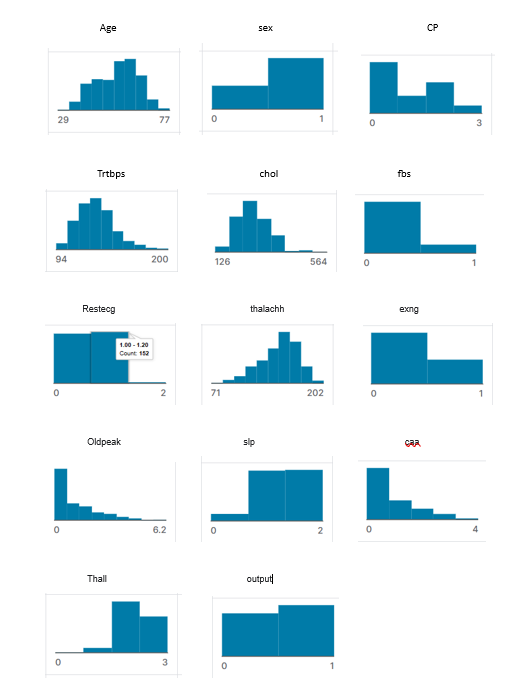 Age sex CP
29 77 0 1 0 3
Trtbps chol fbs
94 200 126 564 0 1
Restecg thalachh exng
1.00 - 1.20
Count: 152
0 2 71 202 0 1
Oldpeak slp caa
0 6.2 0 2 0 4
Thall output
0 3 0 1